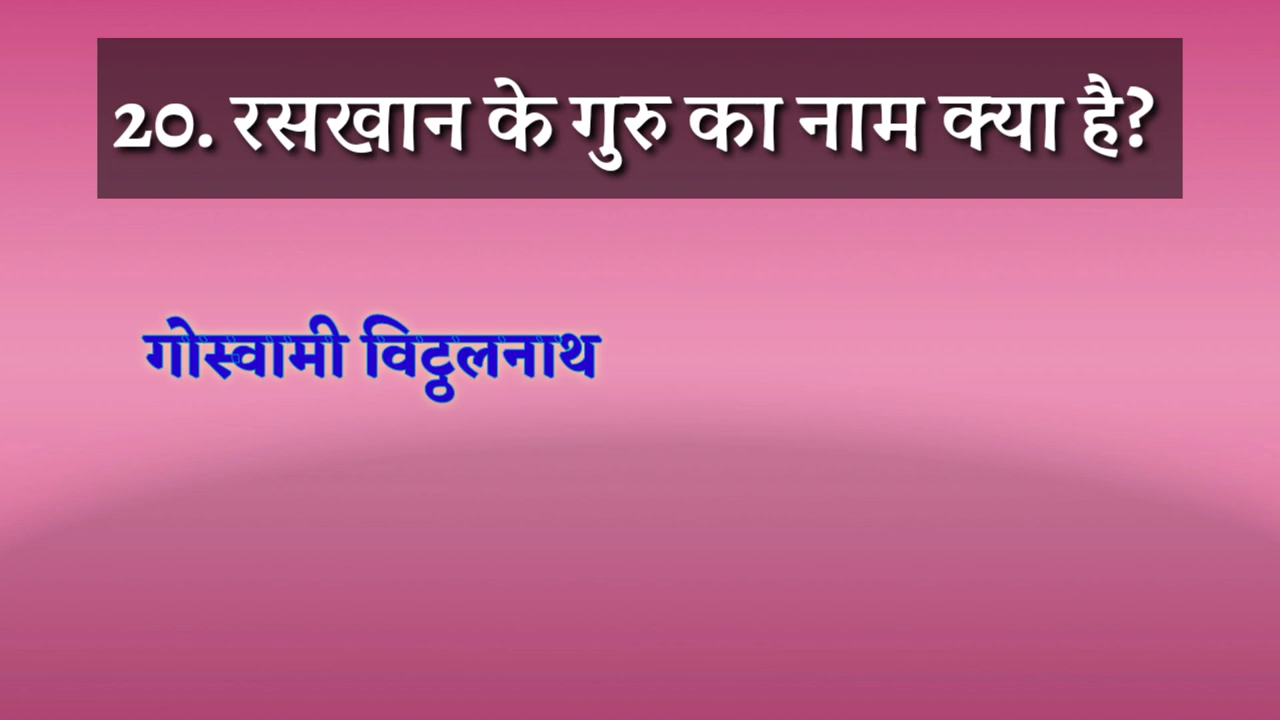 20. रसखान के गुरु का नाम क्या है?
गोस्वामी विट्ठलनाथ